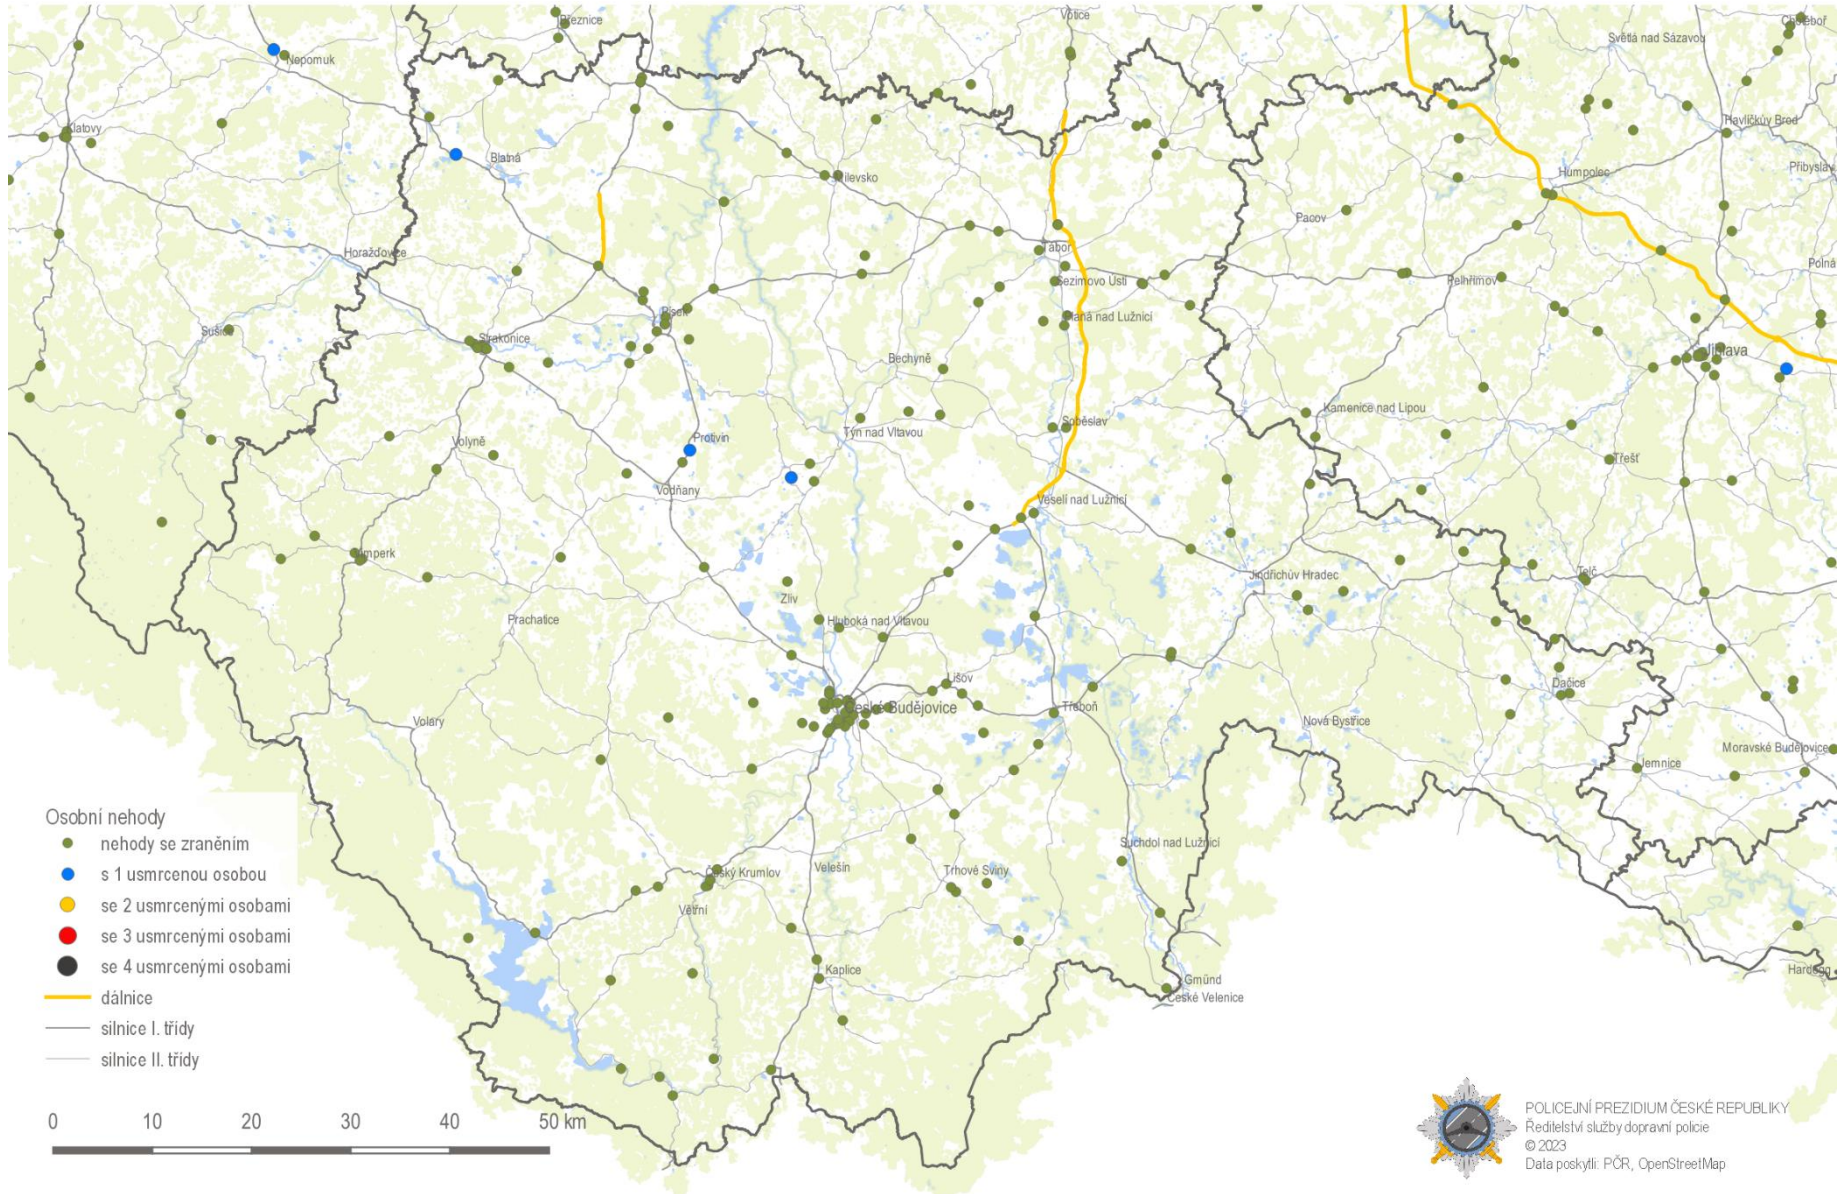 Březnice
Votice
Chotěboř
Světlá nad Sázavou
Nepomuk
Klatovy
Havlíčkův Brod
Blatná
Přibyslav
Milevsko
Humpolec
Pacov
Horažďovice
Tábor
Polná
Sezimovo Ústí
Pelhřimov
Písek
Planá nad Lužnicí
Sušice
Strakonice
Jihlava
Bechyně
Kamenice nad Lipou
Soběslav
Týn nad Vltavou
Protivín
Volyně
Třešť
Vodňany
Veselí nad Lužnicí
Vimperk
Jindřichův Hradec
Telč
Zliv
Prachatice
Hluboká nad Vltavou
Lišov
Dačice
České Budějovice
Třeboň
Volary
Nová Bystřice
Moravské Budějovice
Jemnice
Suchdol nad Lužnicí
Velešín
Trhové Sviny
Český Krumlov
Větřní
Kaplice
Gmünd
České Velenice
Hardegg
Osobní nehody
nehody se zraněním
s 1 usmrcenou osobou
se 2 usmrcenými osobami
se 3 usmrcenými osobami
se 4 usmrcenými osobami
dálnice
silnice I. třídy
silnice II. třídy
0 10 20 30 40 50 km
POLICEJNÍ PREZIDIUM ČESKÉ REPUBLIKY
Ředitelství služby dopravní policie
© 2023
Data poskytli: PČR, OpenStreetMap